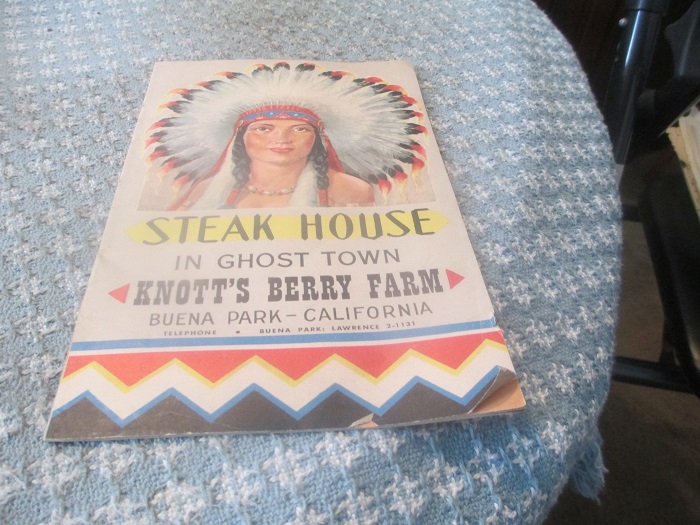 STEAK HOUSE
IN GHOST TOWN
KNOTT'S BERRY FARM
BUENA PARK - CALIFORNIA
TELEPHONE • BUENA PARK: LAWRENCE 2-1131